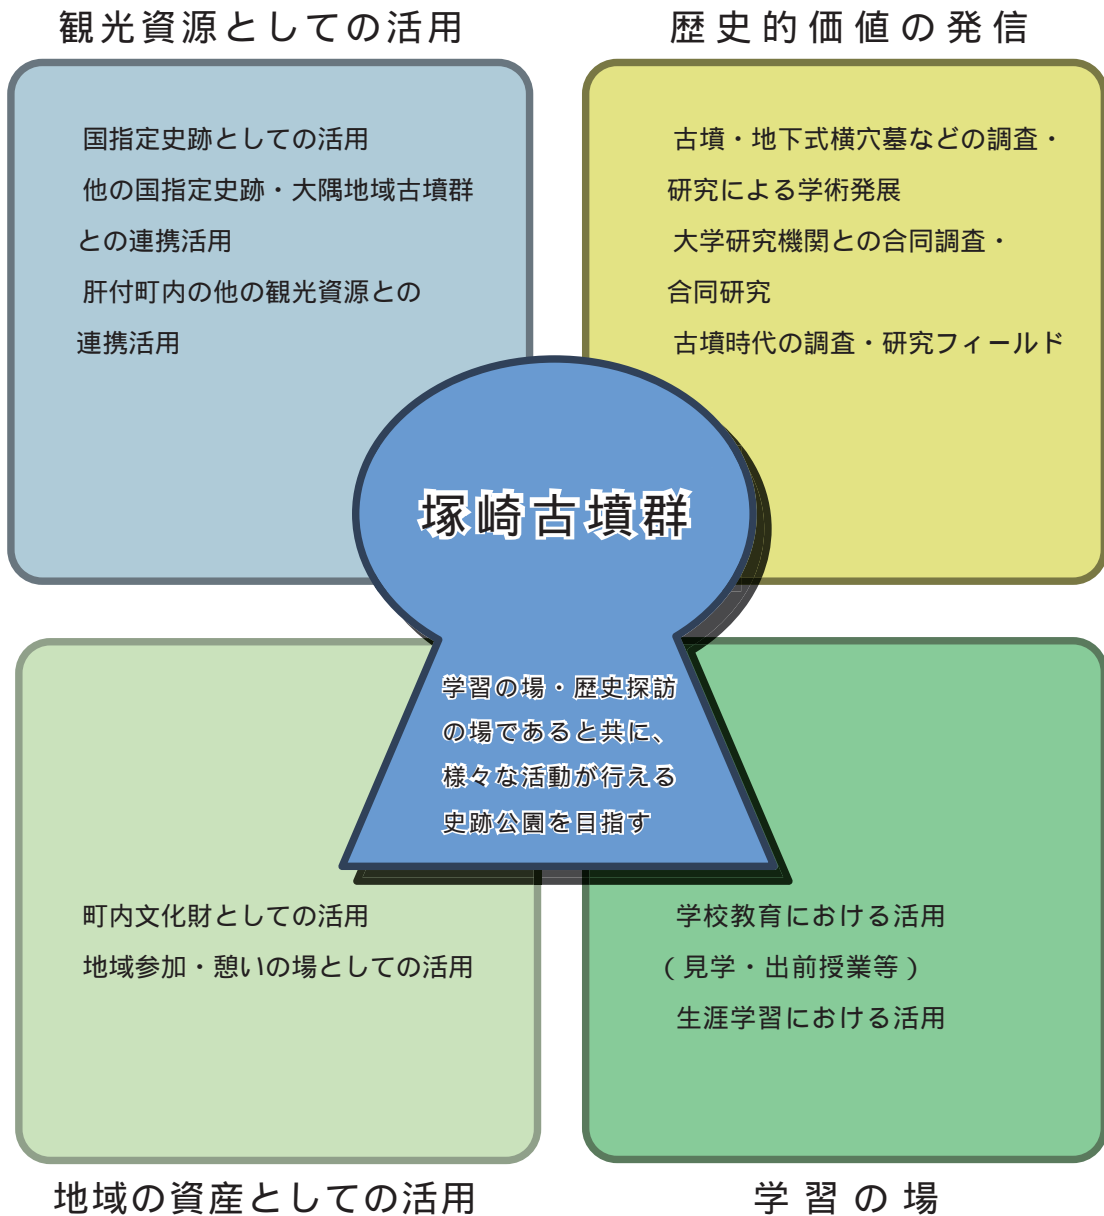 観光資源としての活用
国指定史跡としての活用
他の国指定史跡・大隅地域古墳群
との連携活用
肝付町内の他の観光資源との
連携活用
歴史的価値の発信
古墳・地下式横穴墓などの調査・
研究による学術発展
大学研究機関との合同調査・
合同研究
古墳時代の調査・研究フィールド
塚崎古墳群
学習の場・歴史探訪
の場であると共に、
様々な活動が行える
史跡公園を目指す
町内文化財としての活用
地域参加・憩いの場としての活用
地域の資産としての活用
学校教育における活用
（見学・出前授業等）
生涯学習における活用
学習の場